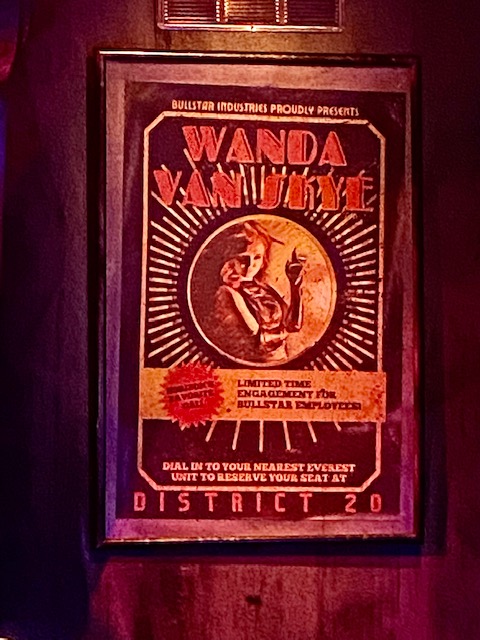 BULLSTAR INDUSTRIES PROUDLY PRESENTS
WANDA
VAN SKYE
FAVORITE
LIMITED TIME
ENGAGEMENT FOR
BULLSTAR EMPLOYEES!
DIAL IN TO YOUR NEAREST EVEREST
UNIT TO RESERVE YOUR SEAT AT
DISTRICT 20